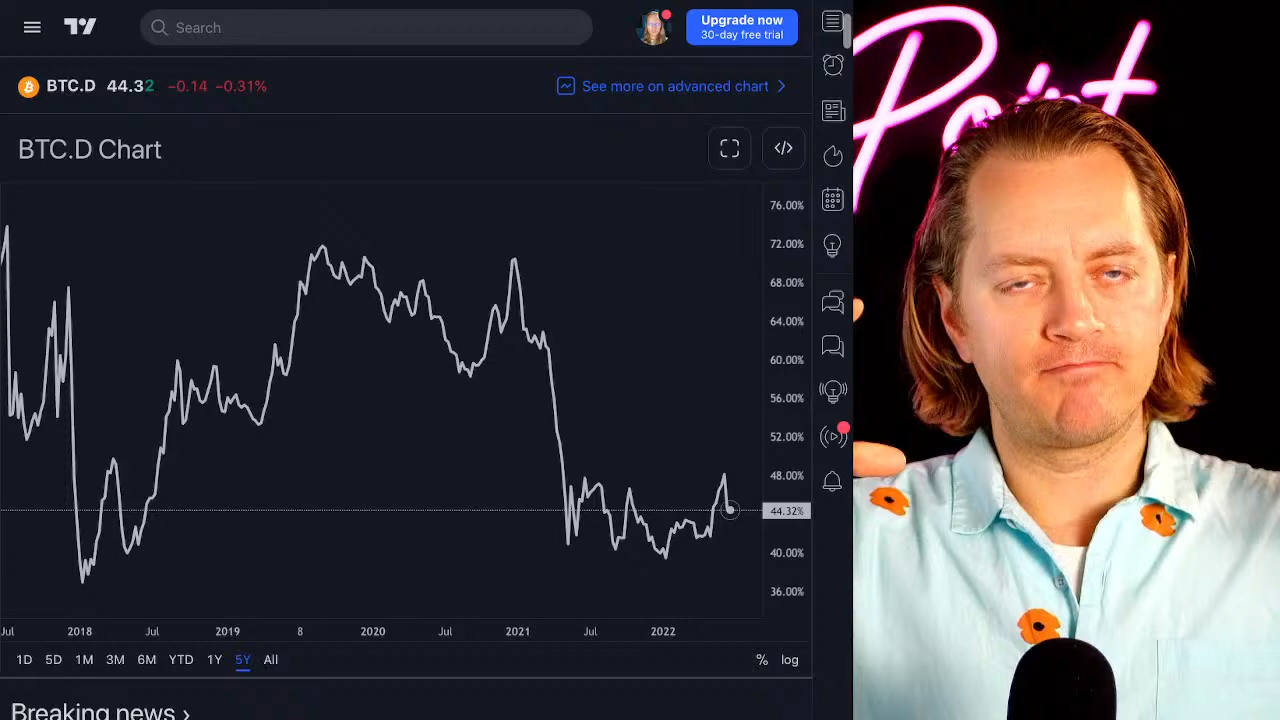 Search
Upgrade now
30-day free trial
BTC.D 44.32 −0.14 −0.31%
See more on advanced chart
BTC.D Chart
76.00%
72.00%
68.00%
64.00%
60.00%
56.00%
52.00%
48.00%
44.32%
40.00%
36.00%
Jul 2018 Jul 2019 8 2020 Jul 2021 Jul 2022
1D 5D 1M 3M 6M YTD 1Y 5Y All % log
Breaking news
Point